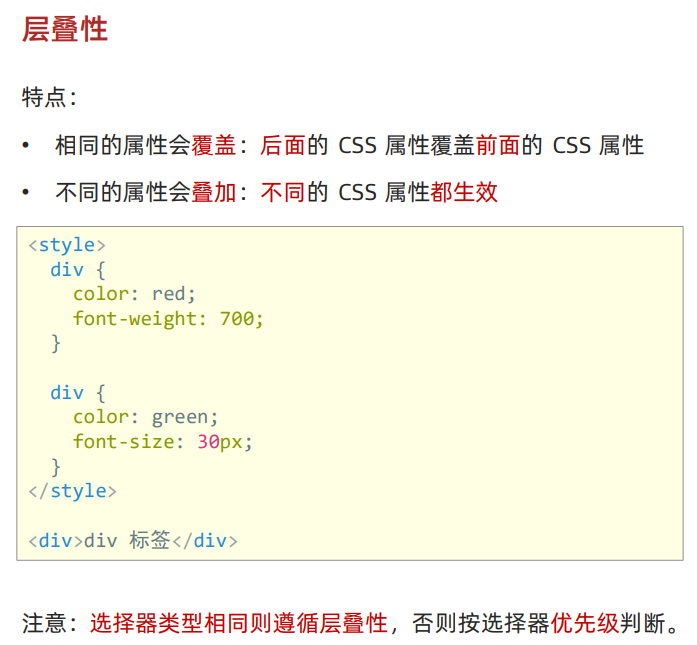 层叠性
特点：
• 相同的属性会覆盖：后面的 CSS 属性覆盖前面的 CSS 属性
• 不同的属性会叠加：不同的 CSS 属性都生效
<style>
  div {
    color: red;
    font-weight: 700;
  }

  div {
    color: green;
    font-size: 30px;
  }
</style>

<div>div 标签</div>
注意：选择器类型相同则遵循层叠性，否则按选择器优先级判断。